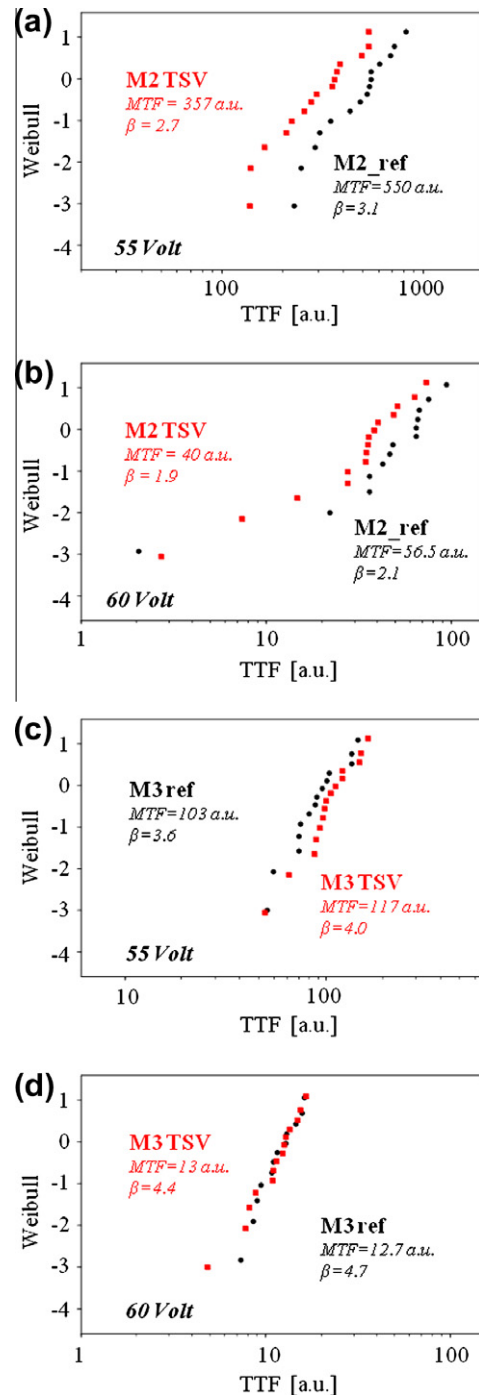 (a)
1
0
-1
-2
-3
-4
Weibull
M2 TSV
MTF = 357 a.u.
β = 2.7
M2_ref
MTF=550 a.u.
β=3.1
55 Volt
100
1000
TTF [a.u.]
(b)
1
0
-1
-2
-3
-4
Weibull
M2 TSV
MTF = 40 a.u.
β = 1.9
M2_ref
MTF=56.5 a.u.
β=2.1
60 Volt
1
10
100
TTF [a.u.]
(c)
1
0
-1
-2
-3
-4
Weibull
M3 ref
MTF=103 a.u.
β=3.6
M3 TSV
MTF=117 a.u.
β=4.0
55 Volt
10
100
TTF [a.u.]
(d)
1
0
-1
-2
-3
-4
Weibull
M3 TSV
MTF=13 a.u.
β=4.4
M3 ref
MTF=12.7 a.u.
β=4.7
60 Volt
1
10
100
TTF [a.u.]